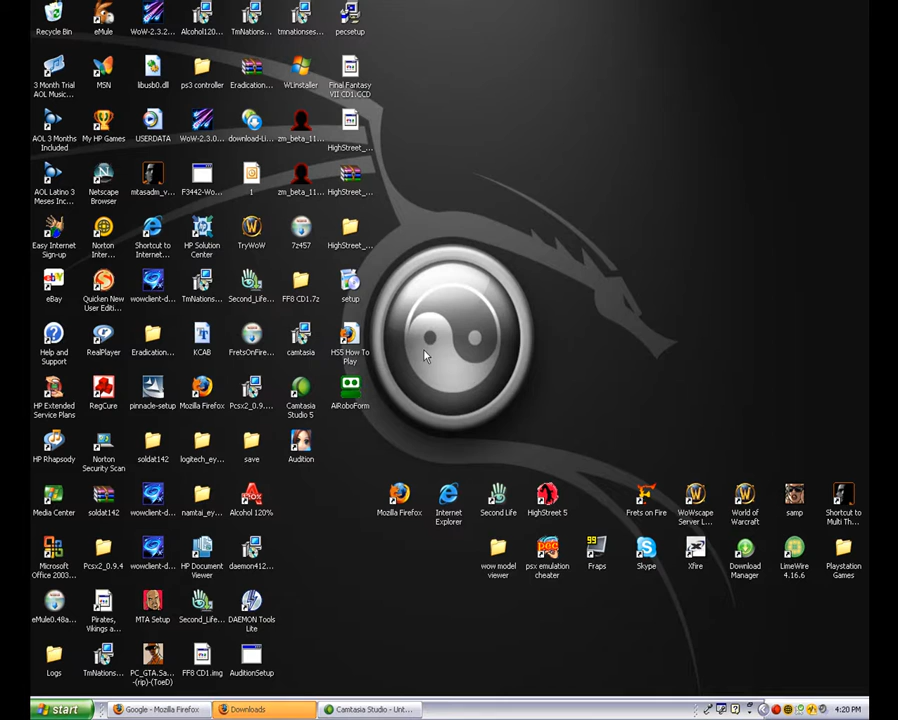 Recycle Bin
eMule
WoW-2.3.2...
Alcohol120...
TmNations...
tmnationses...
pecsetup
3 Month Trial
AOL Music...
MSN
libusb0.dll
ps3 controller
Eradication...
WLinstaller
Final Fantasy
VII CD1.CCD
AOL 3 Months
Included
My HP Games
USERDATA
WoW-2.3.0...
download-Li...
zm_beta_11...
HighStreet_...
AOL Latino 3
Meses Inc...
Netscape
Browser
mtasadm_v...
F3442-Wo...
1
zm_beta_11...
HighStreet_...
Easy Internet
Sign-up
Norton
Inter...
Shortcut to
Internet...
HP Solution
Center
TryWoW
7z457
HighStreet_...
eBay
Quicken New
User Editi...
wowclient-d...
TmNations...
Second_Life...
FF8 CD1.7z
setup
Help and
Support
RealPlayer
Eradication...
KCAB
FretsOnFire...
camtasia
HS5 How To
Play
HP Extended
Service Plans
RegCure
pinnacle-setup
Mozilla Firefox
Pcsx2_0.9....
Camtasia
Studio 5
AiRoboForm
HP Rhapsody
Norton
Security Scan
soldat142
logitech_ey...
save
Audition
Media Center
soldat142
wowclient-d...
namtai_ey...
Alcohol 120%
Mozilla Firefox
Internet
Explorer
Second Life
HighStreet 5
Frets on Fire
WoWscape
Server L...
World of
Warcraft
samp
Shortcut to
Multi Th...
Microsoft
Office 2003...
Pcsx2_0.9.4
wowclient-d...
HP Document
Viewer
daemon412...
wow model
viewer
psx emulation
cheater
99
Fraps
Skype
Xfire
Download
Manager
LimeWire
4.16.6
Playstation
Games
eMule0.48a...
Pirates,
Vikings a...
MTA Setup
Second_Life...
DAEMON Tools
Lite
Logs
TmNations...
PC_GTA.Sa...
-(rip)-(ToeD)
FF8 CD1.img
AuditionSetup
start
Google - Mozilla Firefox
Downloads
Camtasia Studio - Unt...
4:20 PM